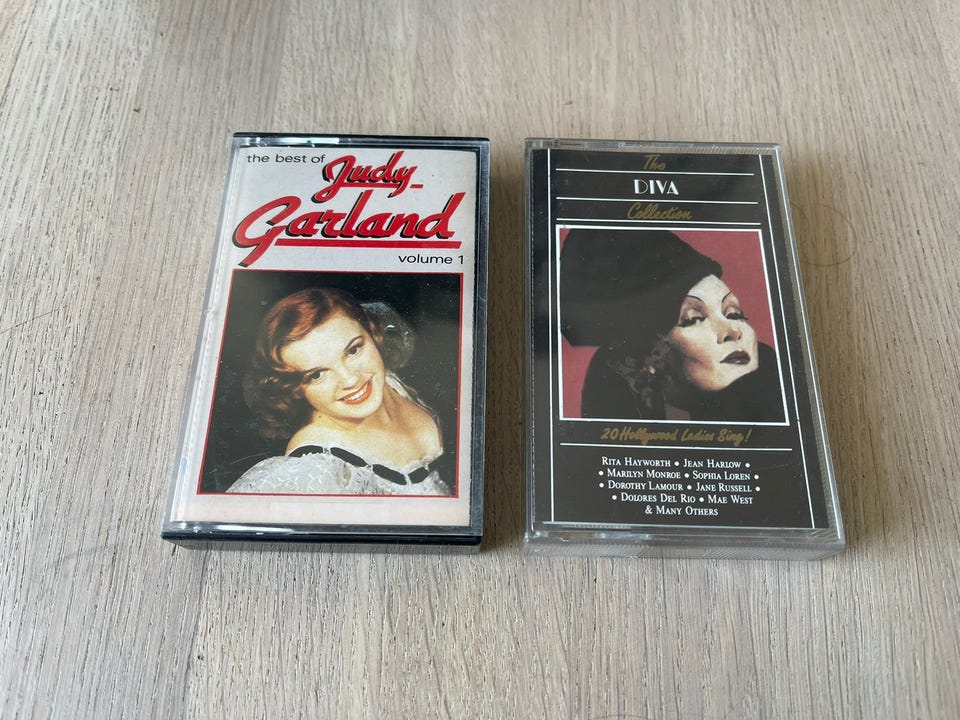 the best of
Judy
Garland
volume 1
The
DIVA
Collection
20 Hollywood Ladies Sing!
RITA HAYWORTH • JEAN HARLOW •
• MARILYN MONROE • SOPHIA LOREN •
• DOROTHY LAMOUR • JANE RUSSELL •
• DOLORES DEL RIO • MAE WEST
& MANY OTHERS